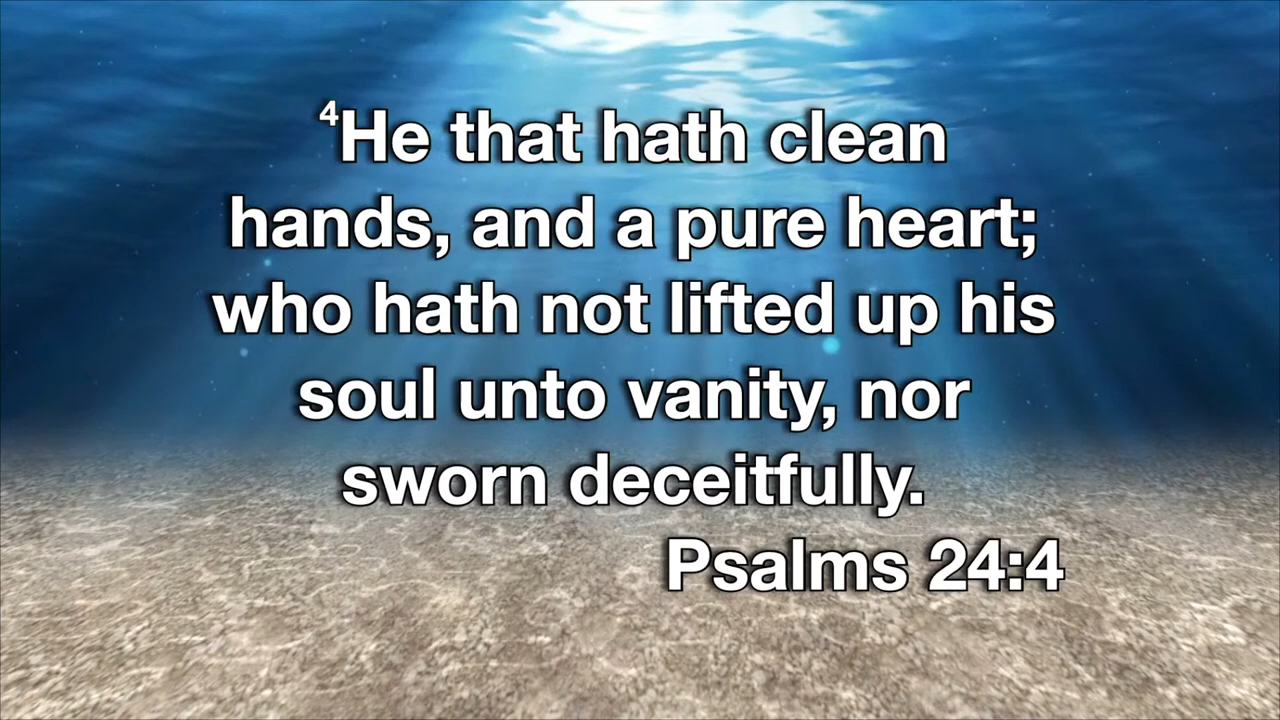 ⁴He that hath clean
hands, and a pure heart;
who hath not lifted up his
soul unto vanity, nor
sworn deceitfully.
Psalms 24:4